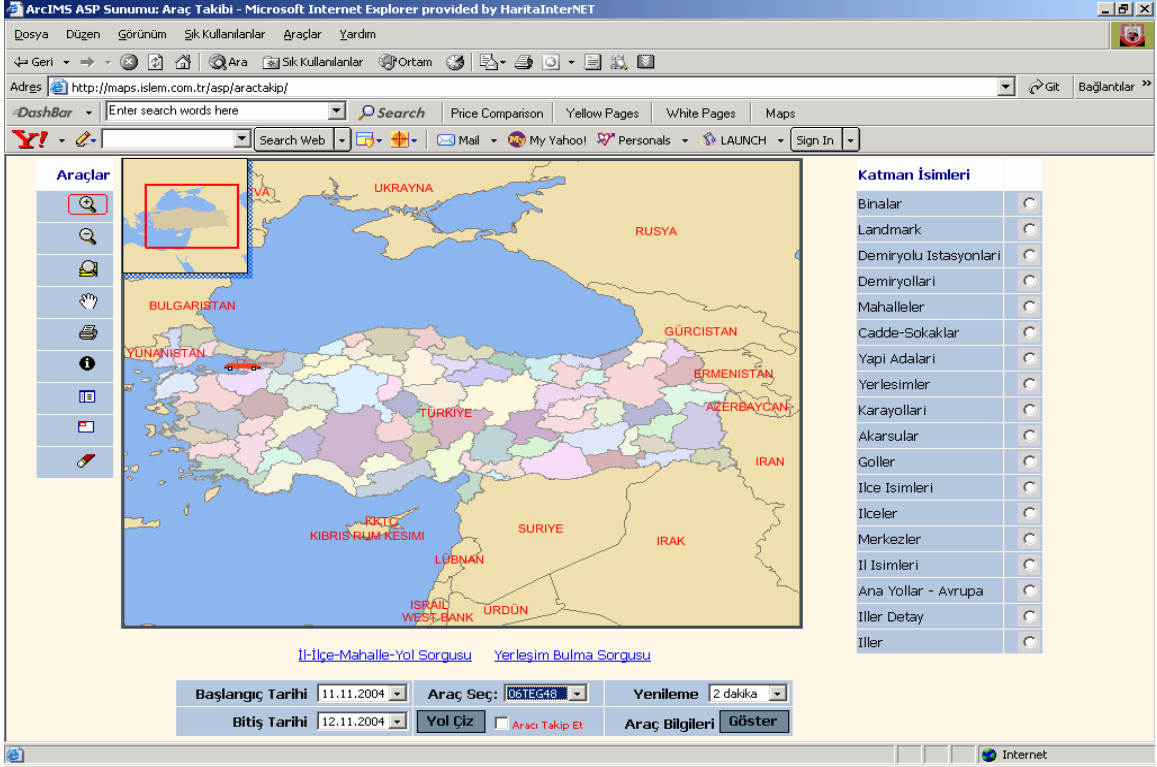 ArcIMS ASP Sunumu: Araç Takibi - Microsoft Internet Explorer provided by HaritaInterNET
Dosya Düzen Görünüm Sık Kullanılanlar Araçlar Yardım
Geri Ara Sık Kullanılanlar Ortam
Adres http://maps.islem.com.tr/asp/aractakip/ Git Bağlantılar »
DashBar Enter search words here Search Price Comparison Yellow Pages White Pages Maps
Y! Search Web Mail My Yahoo! Personals LAUNCH Sign In
Araçlar
VA
UKRAYNA
RUSYA
BULGARISTAN
GÜRCISTAN
YUNANISTAN
ERMENISTAN
AZERBAYCAN
TÜRKIYE
IRAN
KKTC
KIBRIS RUM KESIMI
SURIYE
IRAK
LÜBNAN
ISRAIL
WEST BANK
ÜRDÜN
Katman İsimleri
Binalar
Landmark
Demiryolu Istasyonlari
Demiryollari
Mahalleler
Cadde-Sokaklar
Yapi Adalari
Yerlesimler
Karayollari
Akarsular
Goller
Ilce Isimleri
Ilceler
Merkezler
Il Isimleri
Ana Yollar - Avrupa
Iller Detay
Iller
İl-İlçe-Mahalle-Yol Sorgusu Yerleşim Bulma Sorgusu
Başlangıç Tarihi 11.11.2004 Araç Seç: 06TEG48 Yenileme 2 dakika
Bitiş Tarihi 12.11.2004 Yol Çiz Aracı Takip Et Araç Bilgileri Göster
Internet